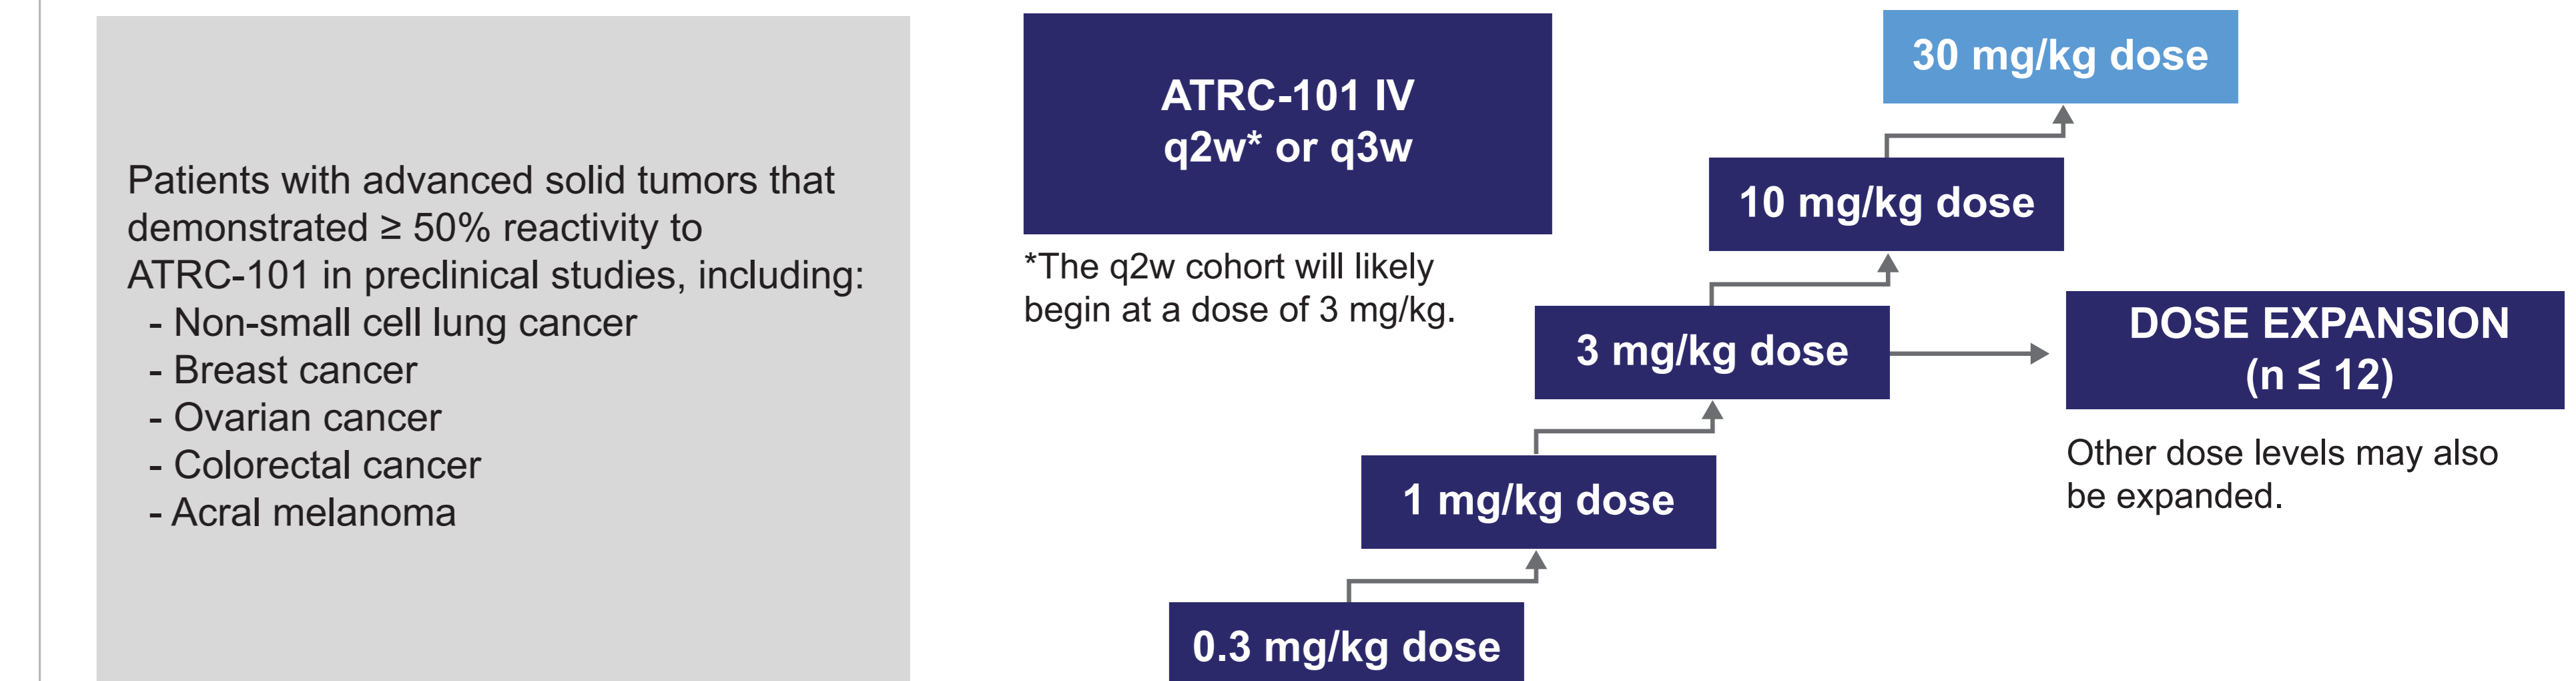 Patients with advanced solid tumors that
demonstrated ≥ 50% reactivity to
ATRC-101 in preclinical studies, including:
- Non-small cell lung cancer
- Breast cancer
- Ovarian cancer
- Colorectal cancer
- Acral melanoma
ATRC-101 IV
q2w* or q3w
*The q2w cohort will likely
begin at a dose of 3 mg/kg.
30 mg/kg dose
10 mg/kg dose
3 mg/kg dose
1 mg/kg dose
0.3 mg/kg dose
DOSE EXPANSION
(n ≤ 12)
Other dose levels may also
be expanded.